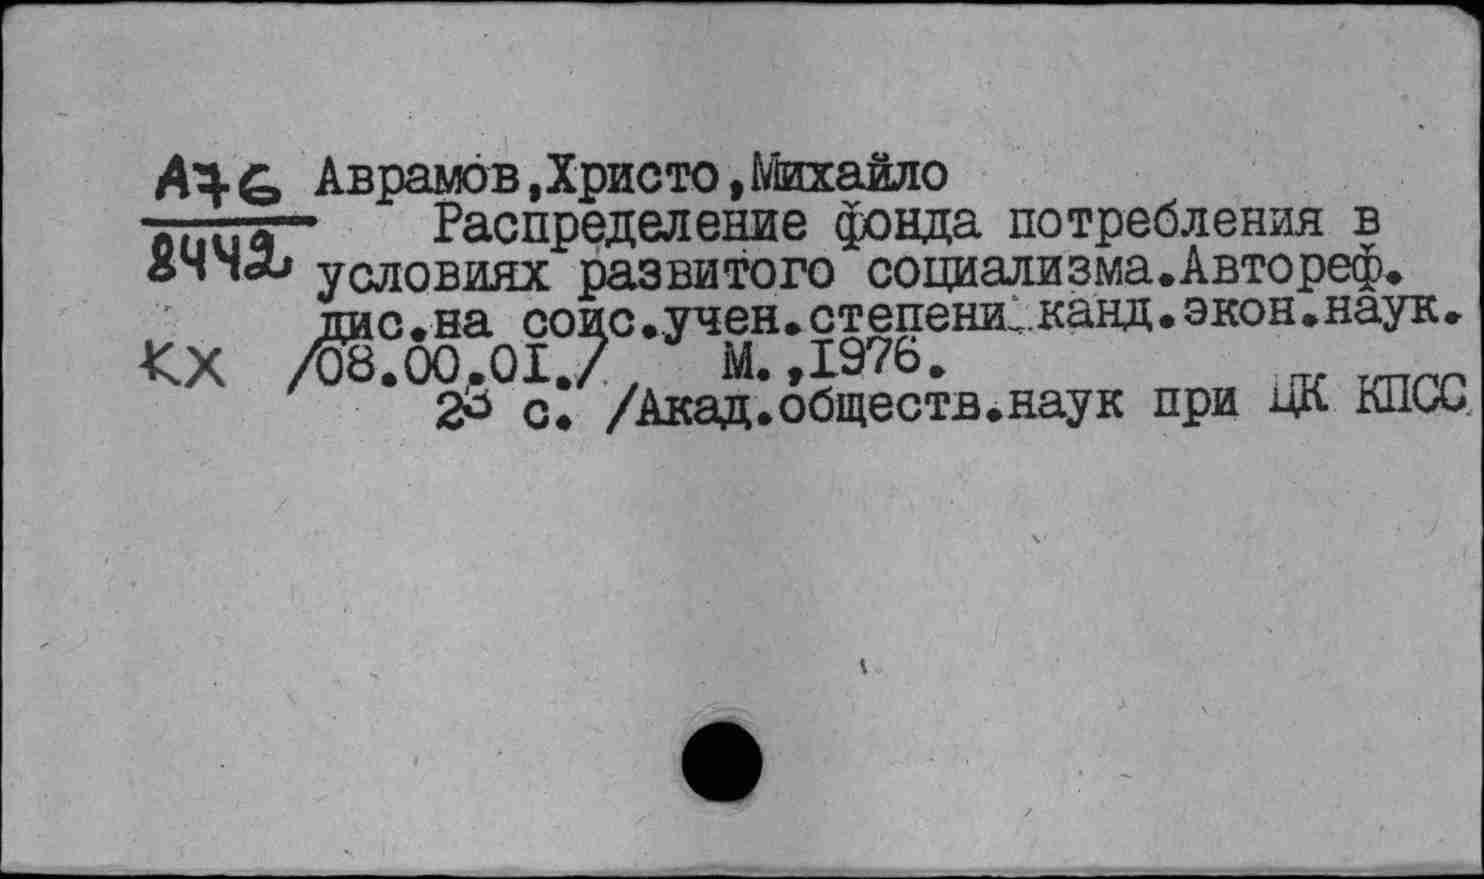 А76 Аврамов,Христо,Михайло
8442 Распределение фонда потребления в
условиях развитого социализма.Автореф.
дис.на соис.учен.степени канд.экон.наук.
КХ /08.00.01./ М.,1976.
23 с. /Акад.обществ.наук при ЦК КПСС